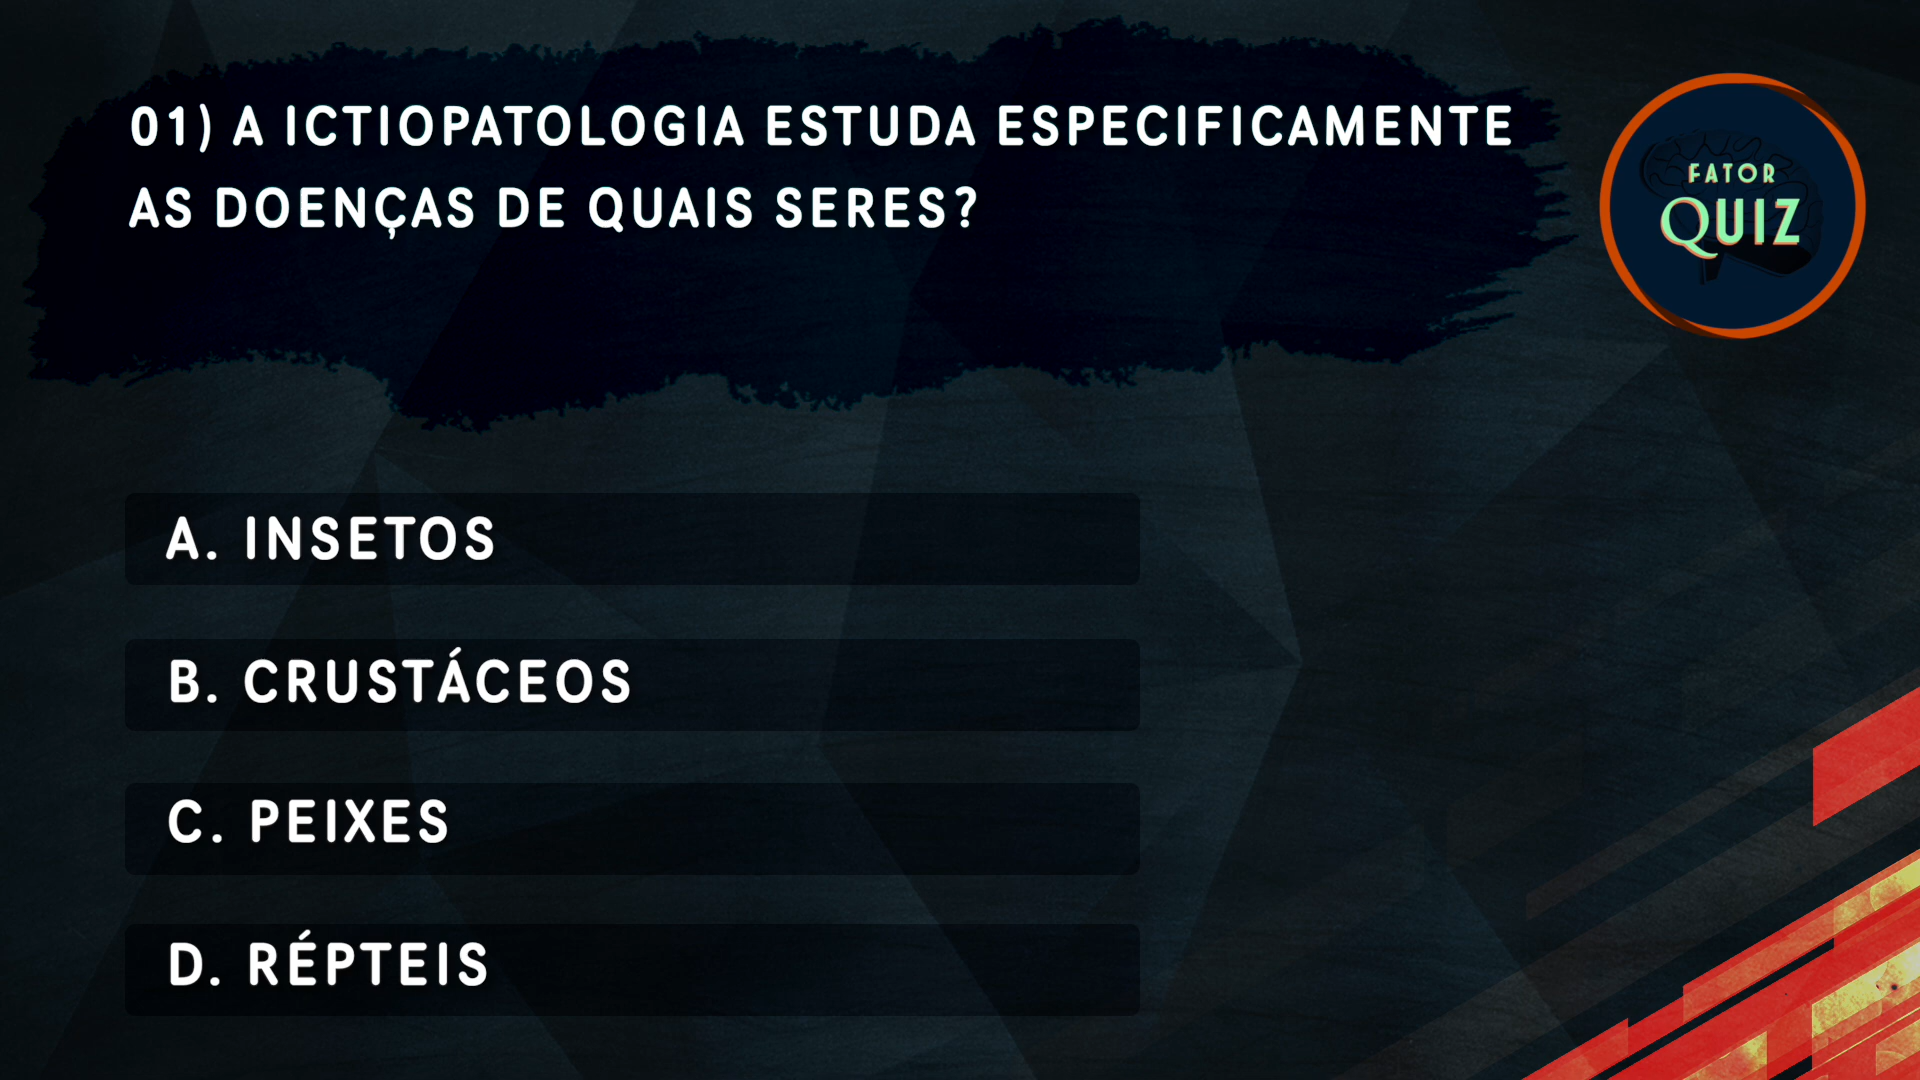 01) A ICTIOPATOLOGIA ESTUDA ESPECIFICAMENTE
AS DOENÇAS DE QUAIS SERES?
FATOR
QUIZ
A. INSETOS
B. CRUSTÁCEOS
C. PEIXES
D. RÉPTEIS